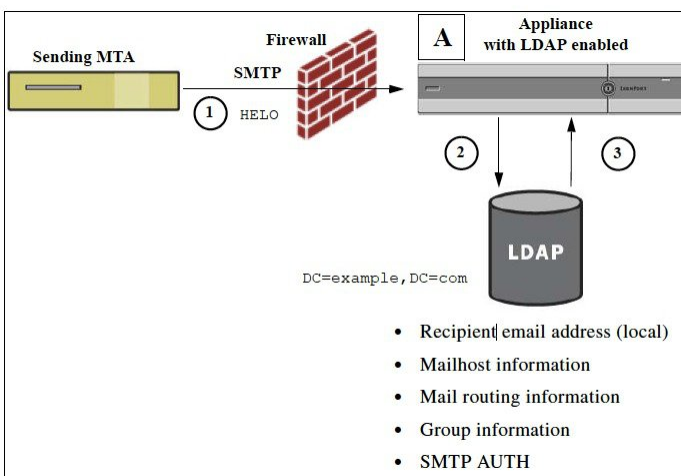 Sending MTA
Firewall
A
Appliance
with LDAP enabled
SMTP
1
HELO
IRONPORT
2
3
LDAP
DC=example,DC=com
• Recipient email address (local)
• Mailhost information
• Mail routing information
• Group information
• SMTP AUTH